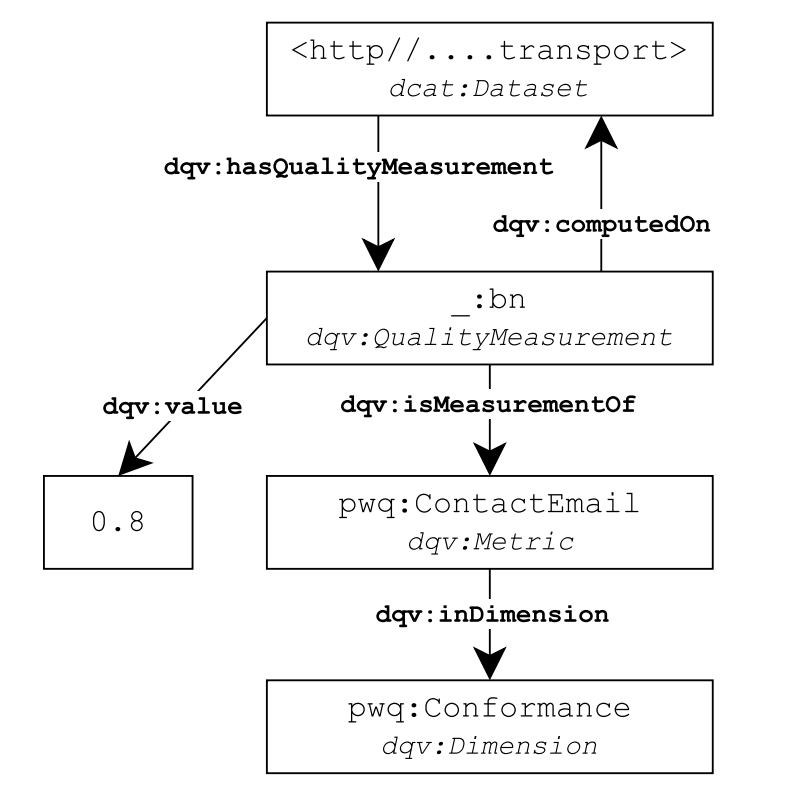 <http//....transport>
dcat:Dataset
dqv:hasQualityMeasurement
dqv:computedOn
_:bn
dqv:QualityMeasurement
dqv:value
dqv:isMeasurementOf
0.8
pwq:ContactEmail
dqv:Metric
dqv:inDimension
pwq:Conformance
dqv:Dimension